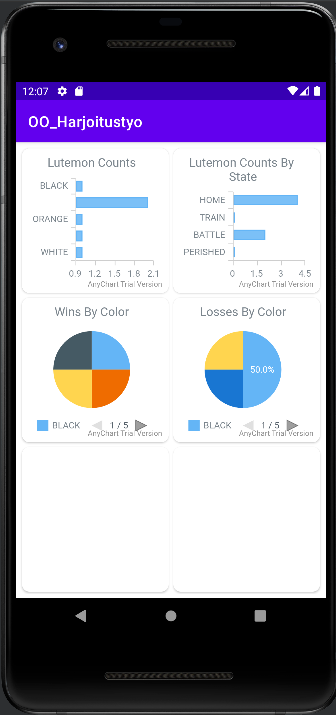 12:07
OO_Harjoitustyo
Lutemon Counts
BLACK
ORANGE
WHITE
0.9 1.2 1.5 1.8 2.1
AnyChart Trial Version
Lutemon Counts By
State
HOME
TRAIN
BATTLE
PERISHED
0 1.5 3 4.5
AnyChart Trial Version
Wins By Color
BLACK 1 / 5
AnyChart Trial Version
Losses By Color
50.0%
BLACK 1 / 5
AnyChart Trial Version